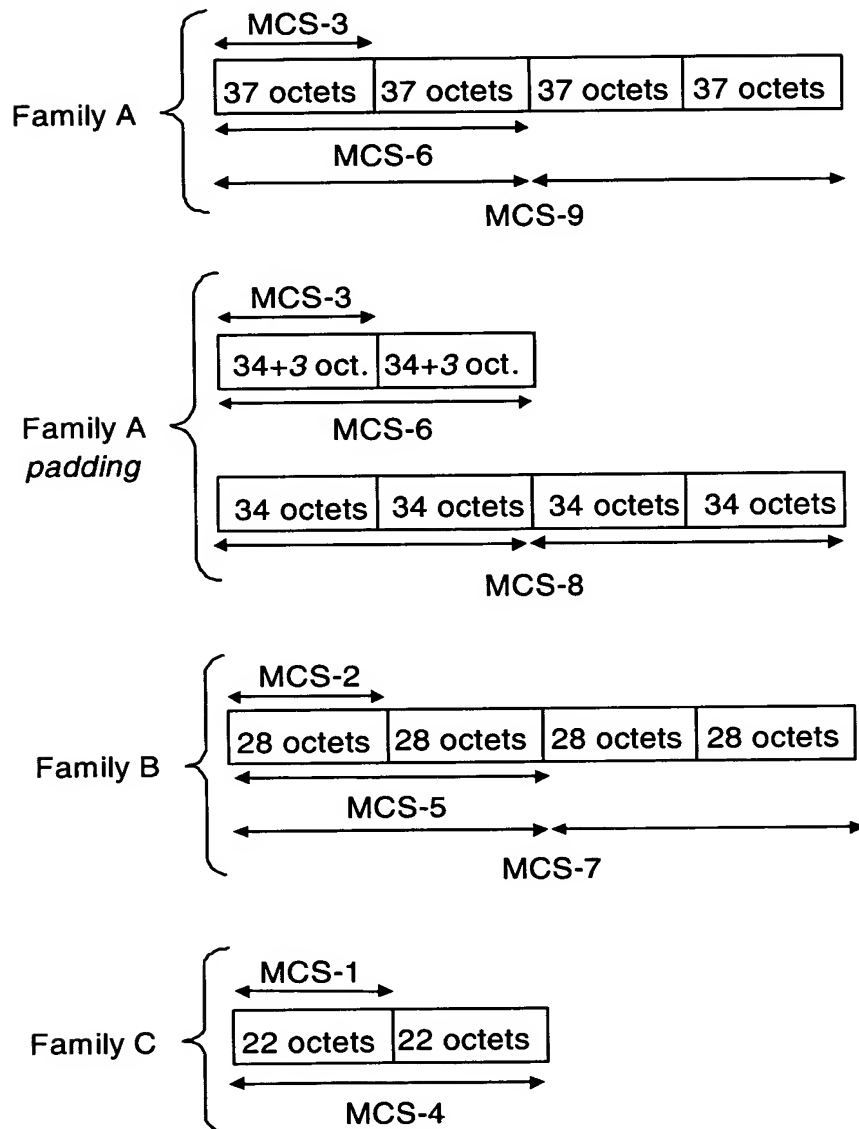 MCS-3
37 octets 37 octets 37 octets 37 octets
Family A
MCS-6
MCS-9
MCS-3
34+3 oct. 34+3 oct.
MCS-6
Family A
padding
34 octets 34 octets 34 octets 34 octets
MCS-8
MCS-2
28 octets 28 octets 28 octets 28 octets
Family B
MCS-5
MCS-7
MCS-1
22 octets 22 octets
Family C
MCS-4